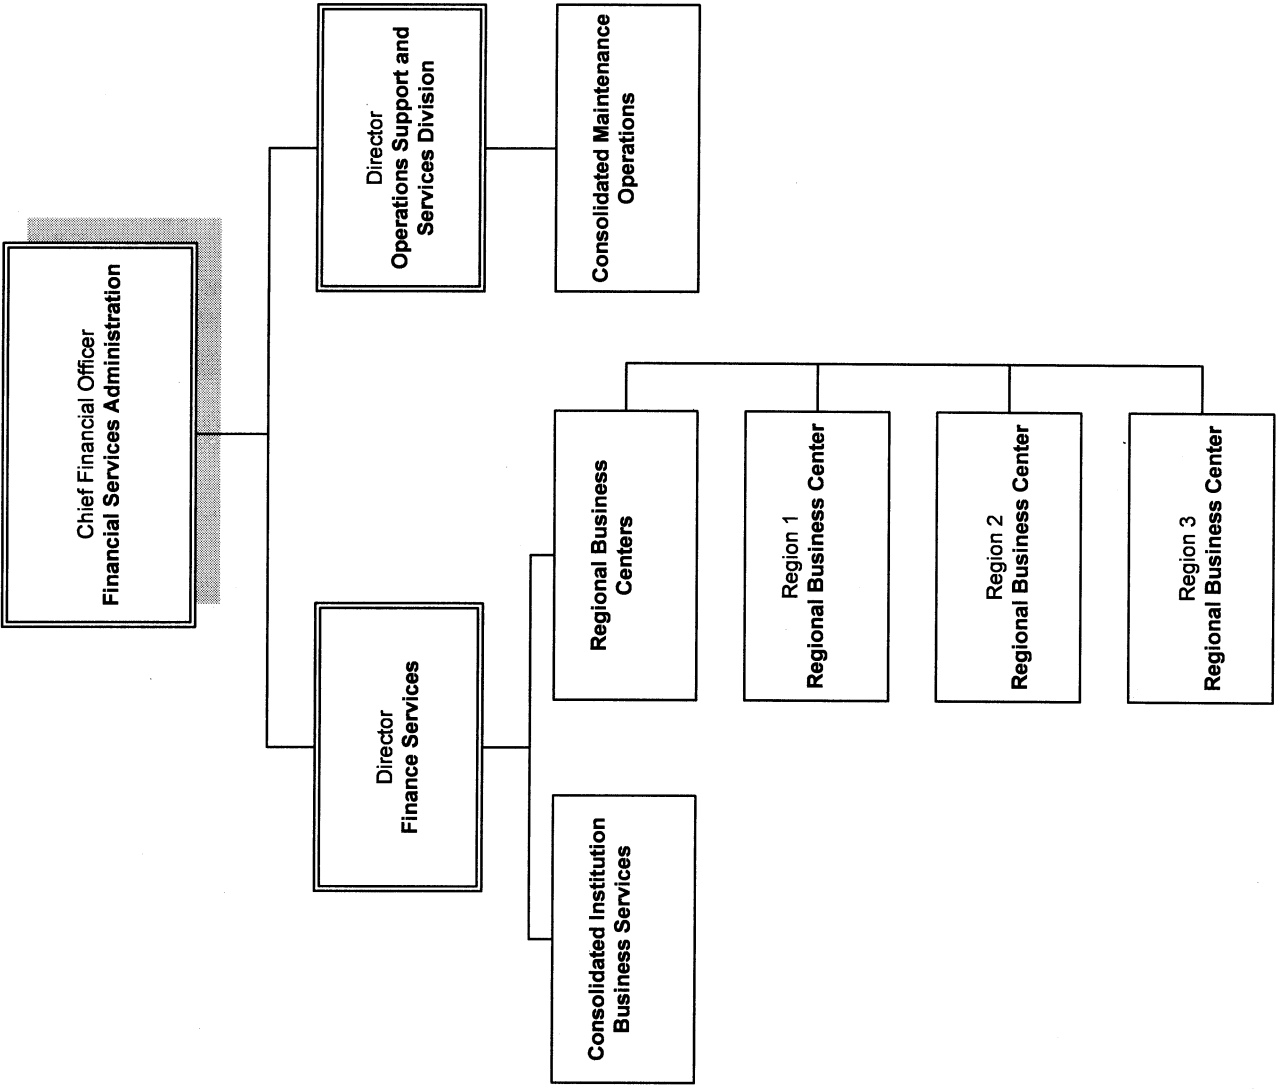 Chief Financial Officer
Financial Services Administration
Director
Finance Services
Director
Operations Support and
Services Division
Consolidated Institution
Business Services
Regional Business
Centers
Consolidated Maintenance
Operations
Region 1
Regional Business Center
Region 2
Regional Business Center
Region 3
Regional Business Center